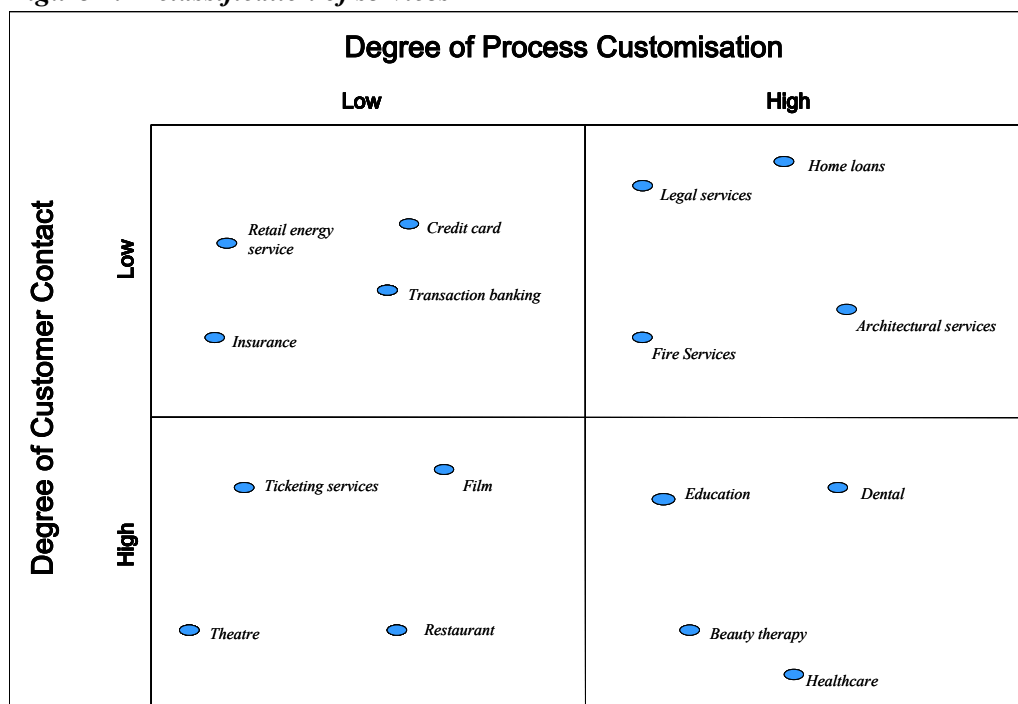 Degree of Process Customisation
Low
High
Degree of Customer Contact
Low
High
Home loans
Legal services
Retail energy
service
Credit card
Transaction banking
Insurance
Architectural services
Fire Services
Ticketing services
Film
Education
Dental
Theatre
Restaurant
Beauty therapy
Healthcare